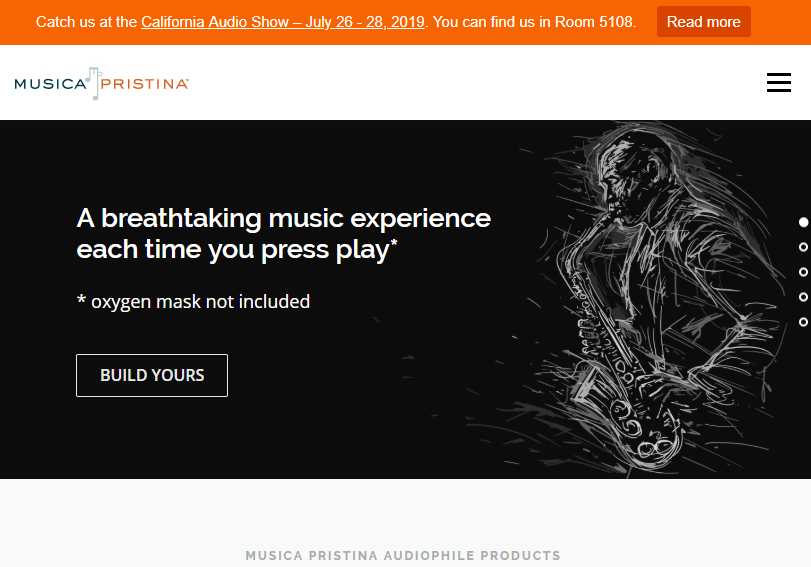 Catch us at the California Audio Show – July 26 - 28, 2019. You can find us in Room 5108.
Read more
MUSICA PRISTINA
A breathtaking music experience
each time you press play*
* oxygen mask not included
BUILD YOURS
MUSICA PRISTINA AUDIOPHILE PRODUCTS